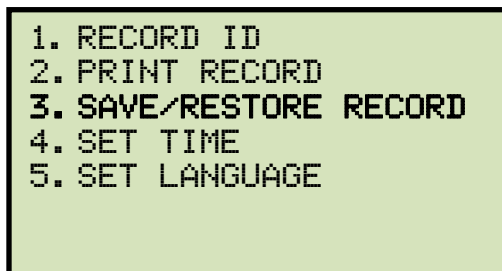 1. RECORD ID
2. PRINT RECORD
3. SAVE/RESTORE RECORD
4. SET TIME
5. SET LANGUAGE